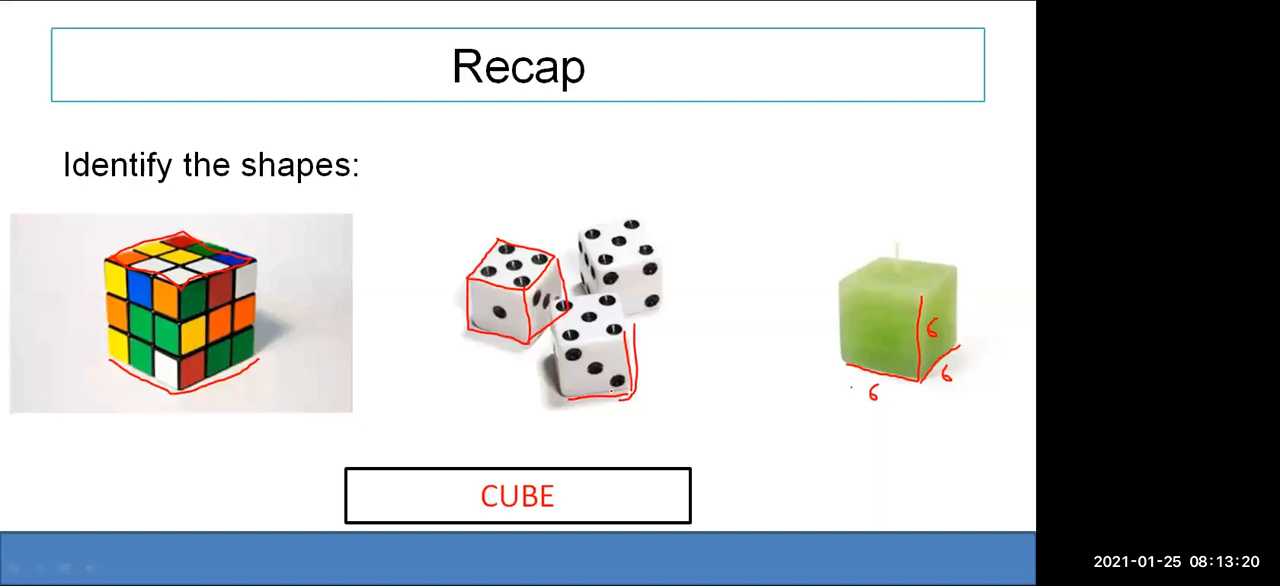 Recap
Identify the shapes:
6
6
6
CUBE
2021-01-25 08:13:20